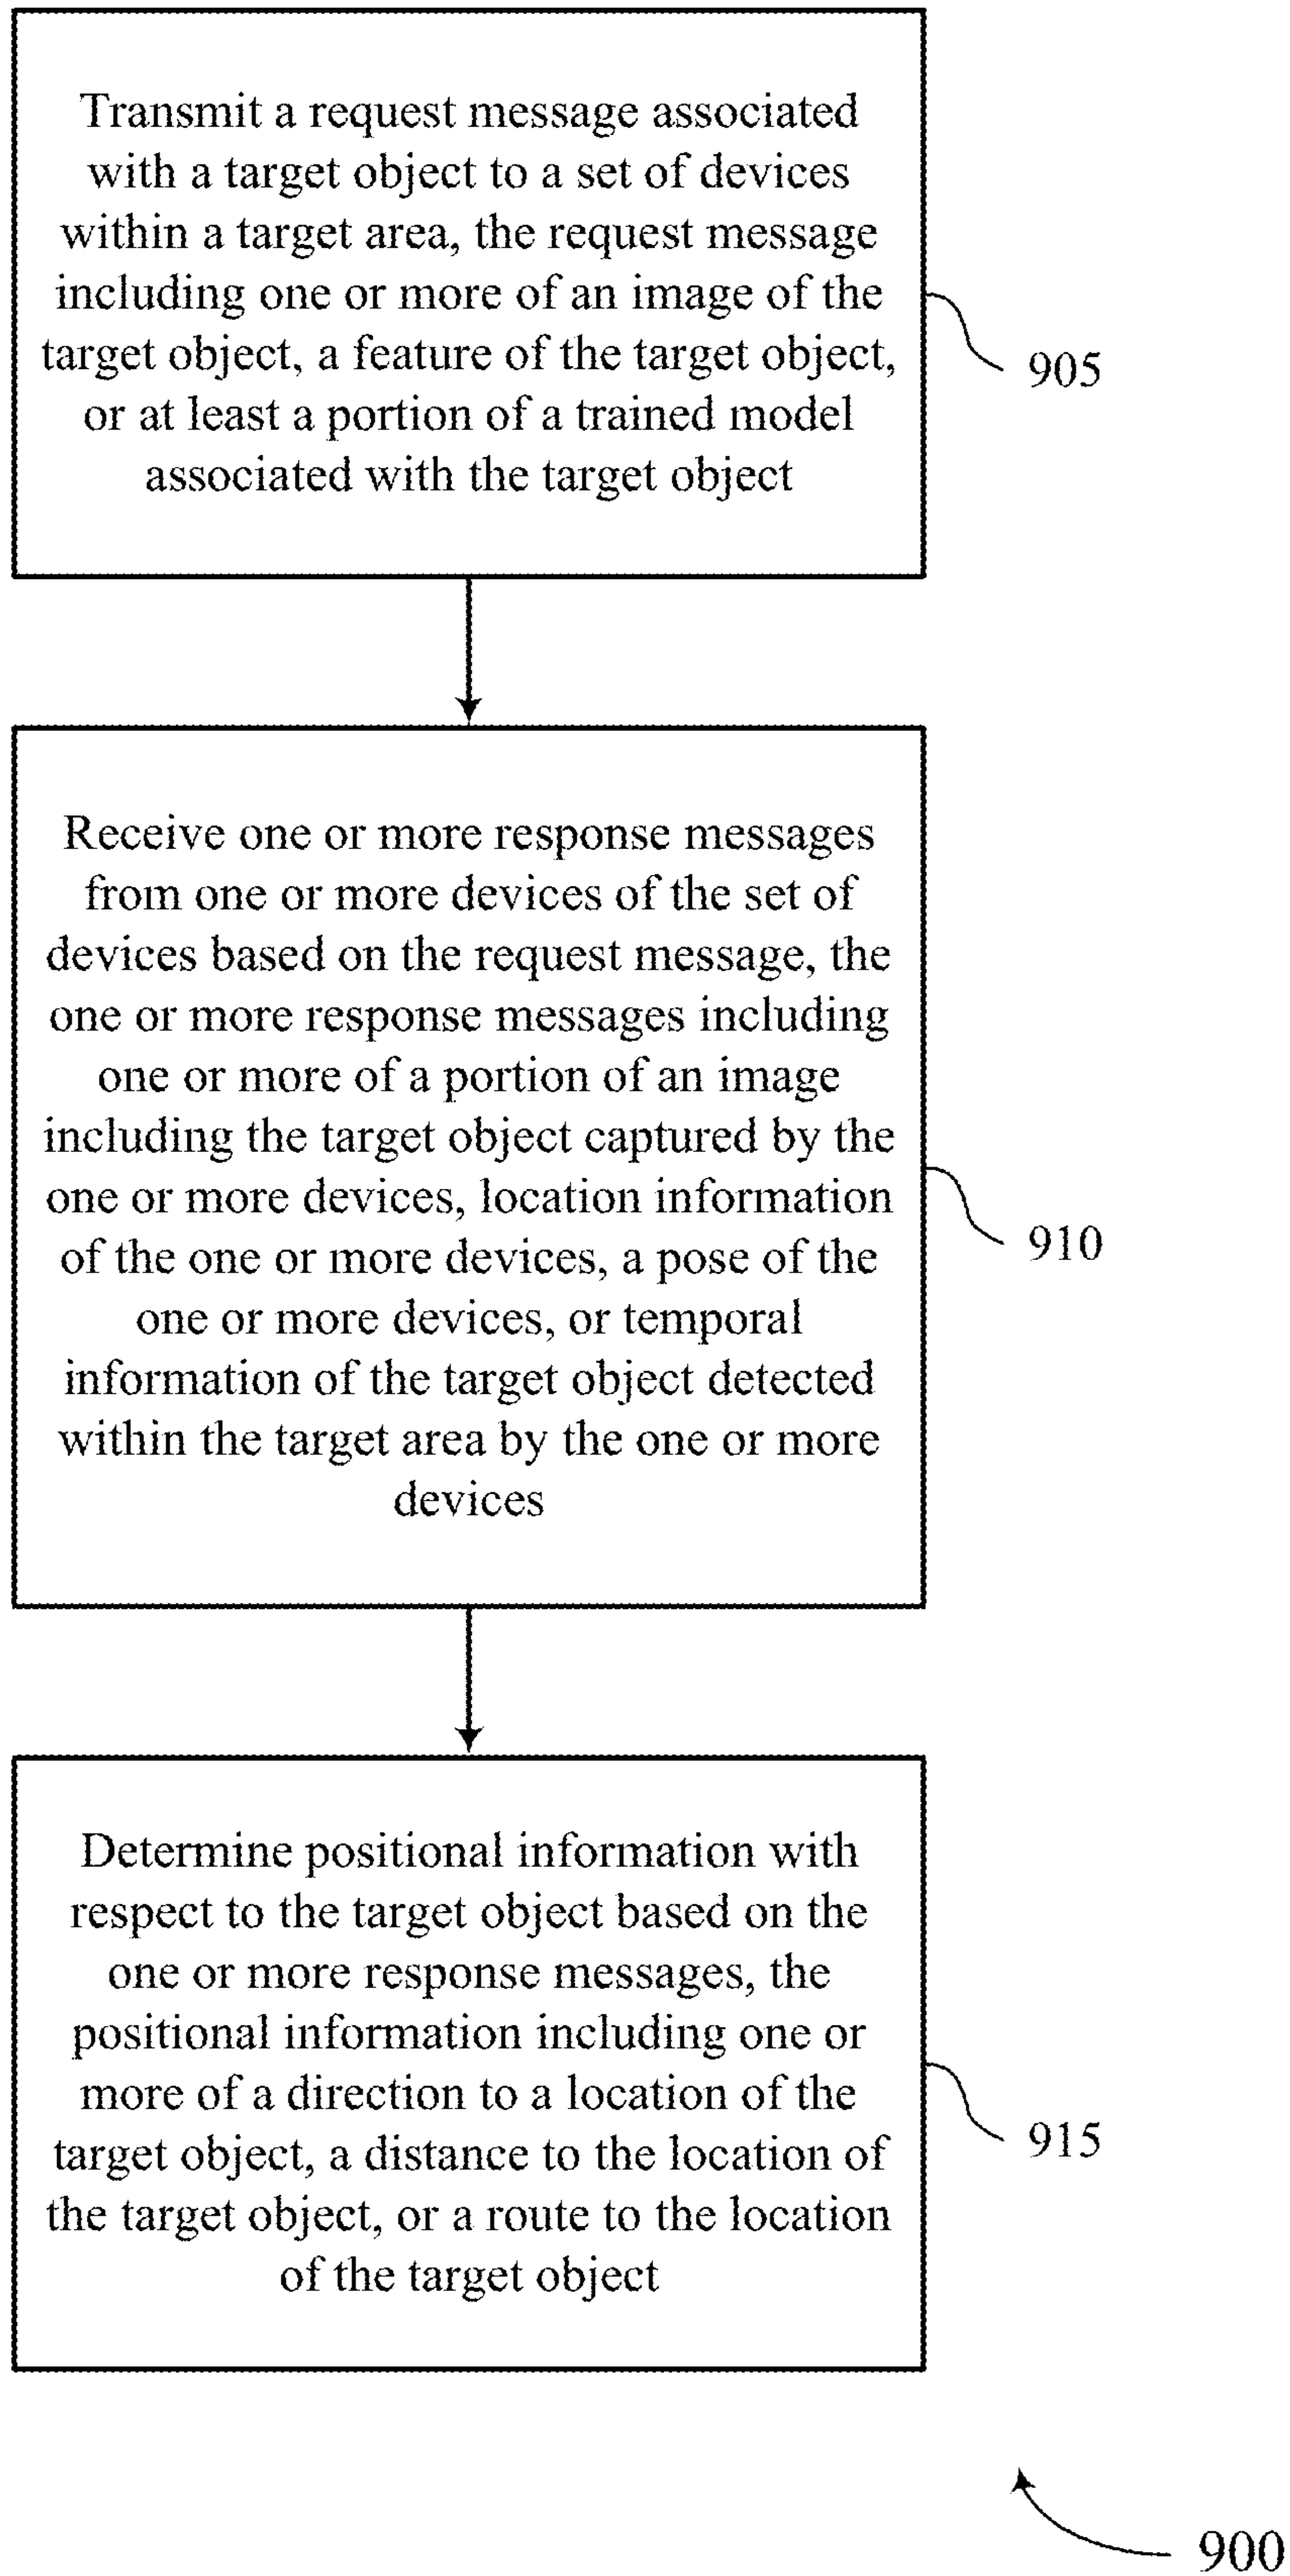 Transmit a request message associated
with a target object to a set of devices
within a target area, the request message
including one or more of an image of the
target object, a feature of the target object,
or at least a portion of a trained model
associated with the target object
905
Receive one or more response messages
from one or more devices of the set of
devices based on the request message, the
one or more response messages including
one or more of a portion of an image
including the target object captured by the
one or more devices, location information
of the one or more devices, a pose of the
one or more devices, or temporal
information of the target object detected
within the target area by the one or more
devices
910
Determine positional information with
respect to the target object based on the
one or more response messages, the
positional information including one or
more of a direction to a location of the
target object, a distance to the location of
the target object, or a route to the location
of the target object
915
900